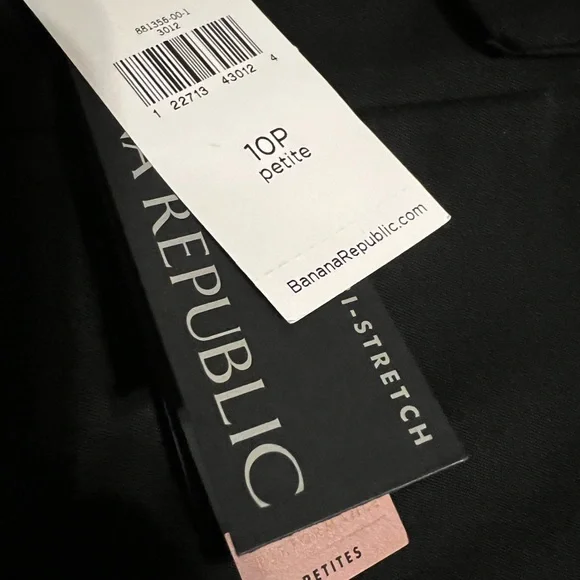 881356-00-1
3012
1 22713 43012 4
10P
petite
BananaRepublic.com
REPUBLIC
I-STRETCH
PETITES